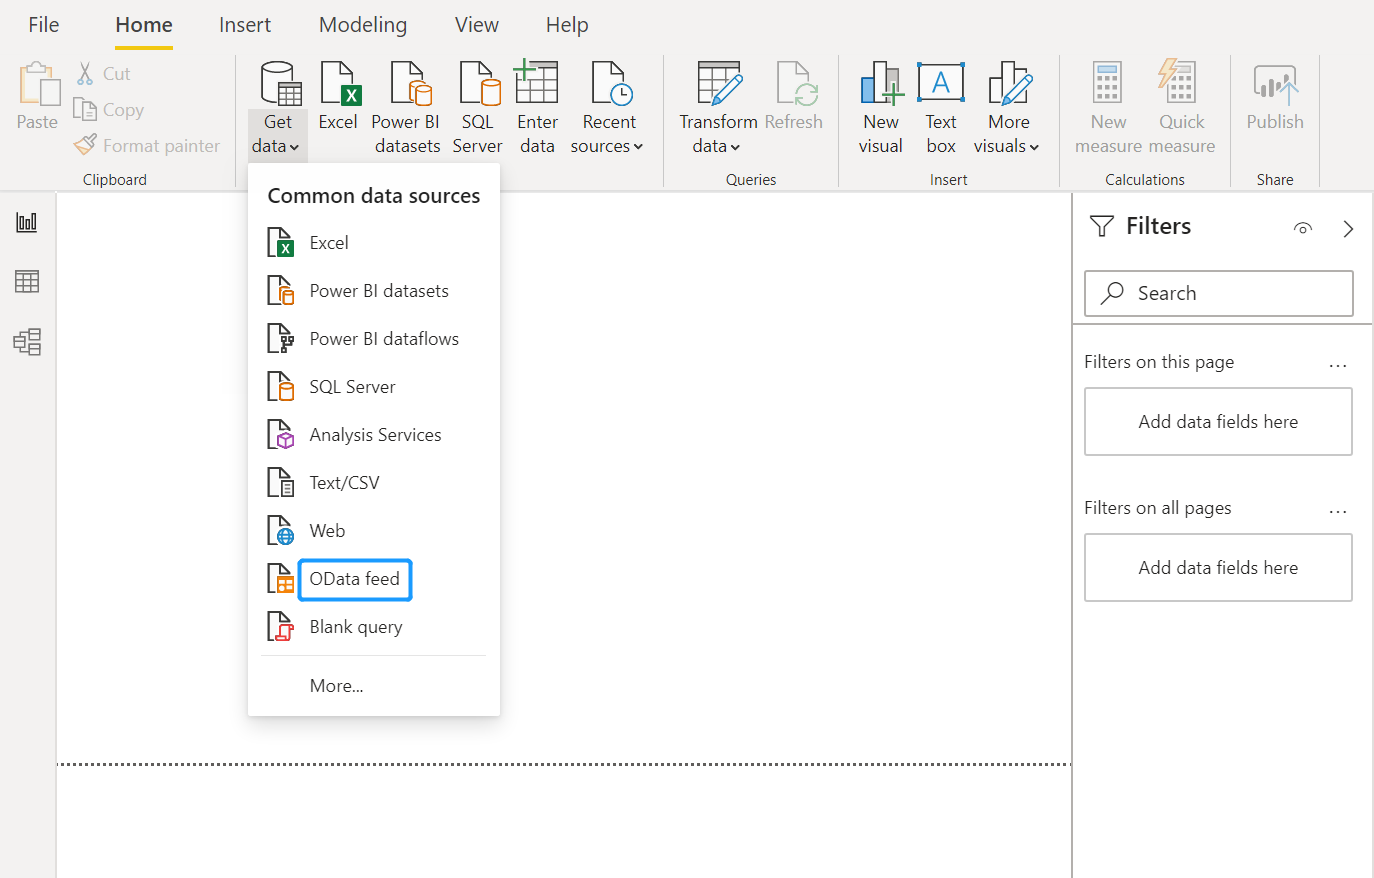 File Home Insert Modeling View Help
Paste
Cut
Copy
Format painter
Clipboard
Get
data
Excel
Power BI
datasets
SQL
Server
Enter
data
Recent
sources
Transform
data
Refresh
Queries
New
visual
Text
box
More
visuals
Insert
New
measure
Quick
measure
Calculations
Publish
Share
Common data sources
Excel
Power BI datasets
Power BI dataflows
SQL Server
Analysis Services
Text/CSV
Web
OData feed
Blank query
More...
Filters
Search
Filters on this page ...
Add data fields here
Filters on all pages ...
Add data fields here